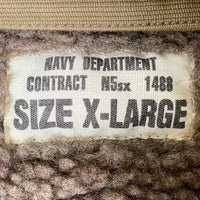 NAVY DEPARTMENT
CONTRACT N5sx 1488
SIZE X-LARGE